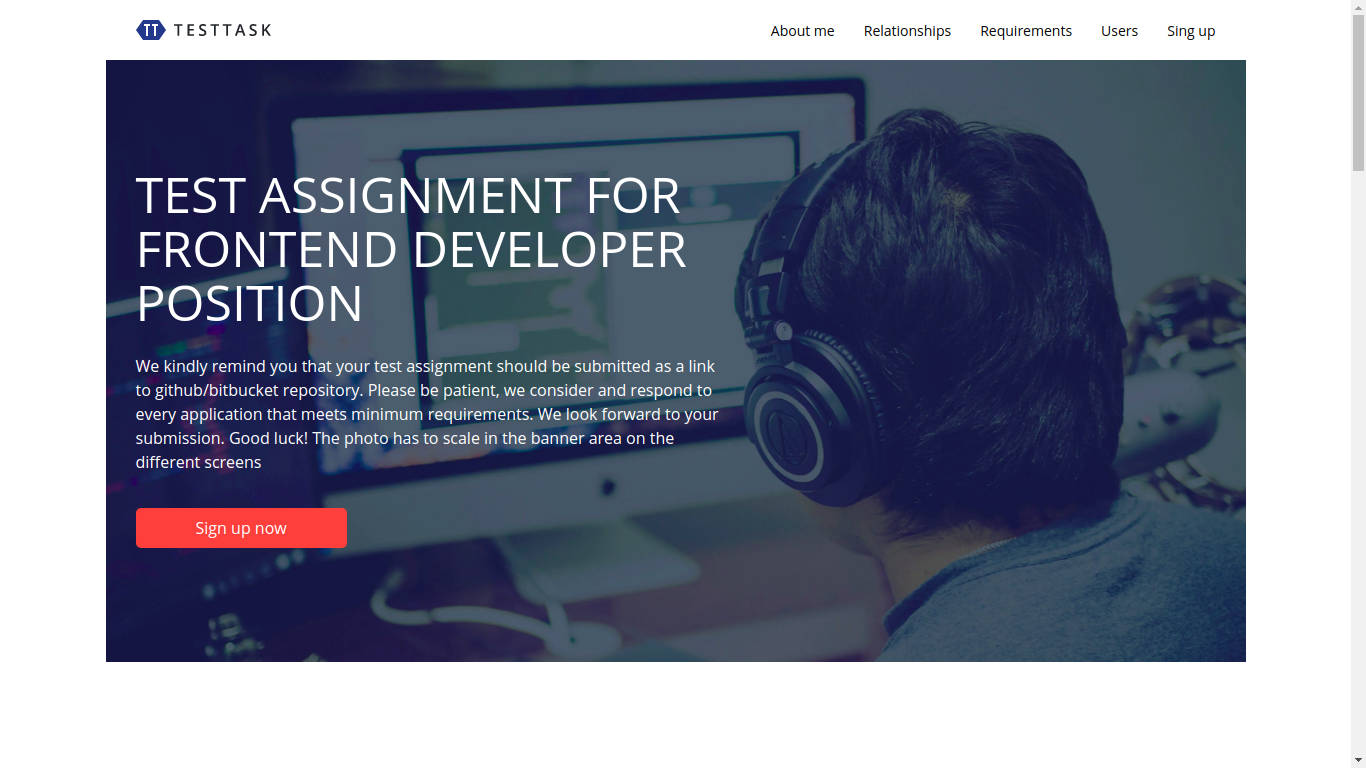 TT TESTTASK
About me Relationships Requirements Users Sing up
TEST ASSIGNMENT FOR
FRONTEND DEVELOPER
POSITION
We kindly remind you that your test assignment should be submitted as a link
to github/bitbucket repository. Please be patient, we consider and respond to
every application that meets minimum requirements. We look forward to your
submission. Good luck! The photo has to scale in the banner area on the
different screens
Sign up now